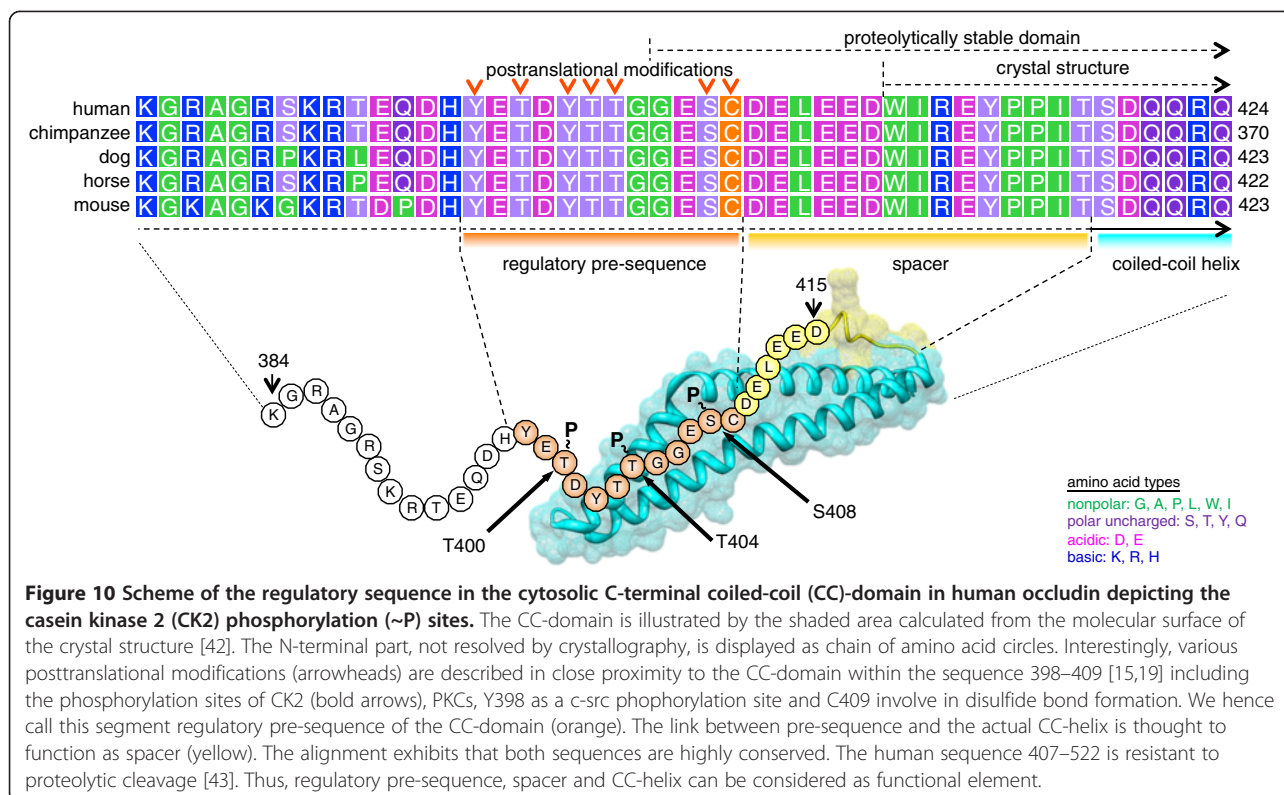 proteolytically stable domain
postranslational modifications
crystal structure
human KGRAGRSKRTEQDHYETDYTTGGESCDELEEDWIREYPPITSDQQRQ 424
chimpanzee KGRAGRSKRTEQDHYETDYTTGGESCDELEEDWIREYPPITSDQQRQ 370
dog KGRAGRPKRLEQDHYETDYTTGGESCDELEEDWIREYPPITSDQQRQ 423
horse KGRAGRSKRPEQDHYETDYTTGGESCDELEEDWIREYPPITSDQQRQ 422
mouse KGKAGKGKRTDPDHYETDYTTGGESCDELEEDWIREYPPITSDQQRQ 423
regulatory pre-sequence
spacer
coiled-coil helix
415
384
K G R A G R S K R T E Q D H Y E T D Y T T G G E S C D E L E E D
P
P
P
T400
T404
S408
amino acid types
nonpolar: G, A, P, L, W, I
polar uncharged: S, T, Y, Q
acidic: D, E
basic: K, R, H
Figure 10 Scheme of the regulatory sequence in the cytosolic C-terminal coiled-coil (CC)-domain in human occludin depicting the
casein kinase 2 (CK2) phosphorylation (~P) sites. The CC-domain is illustrated by the shaded area calculated from the molecular surface of
the crystal structure [42]. The N-terminal part, not resolved by crystallography, is displayed as chain of amino acid circles. Interestingly, various
posttranslational modifications (arrowheads) are described in close proximity to the CC-domain within the sequence 398–409 [15,19] including
the phosphorylation sites of CK2 (bold arrows), PKCs, Y398 as a c-src phophorylation site and C409 involve in disulfide bond formation. We hence
call this segment regulatory pre-sequence of the CC-domain (orange). The link between pre-sequence and the actual CC-helix is thought to
function as spacer (yellow). The alignment exhibits that both sequences are highly conserved. The human sequence 407–522 is resistant to
proteolytic cleavage [43]. Thus, regulatory pre-sequence, spacer and CC-helix can be considered as functional element.